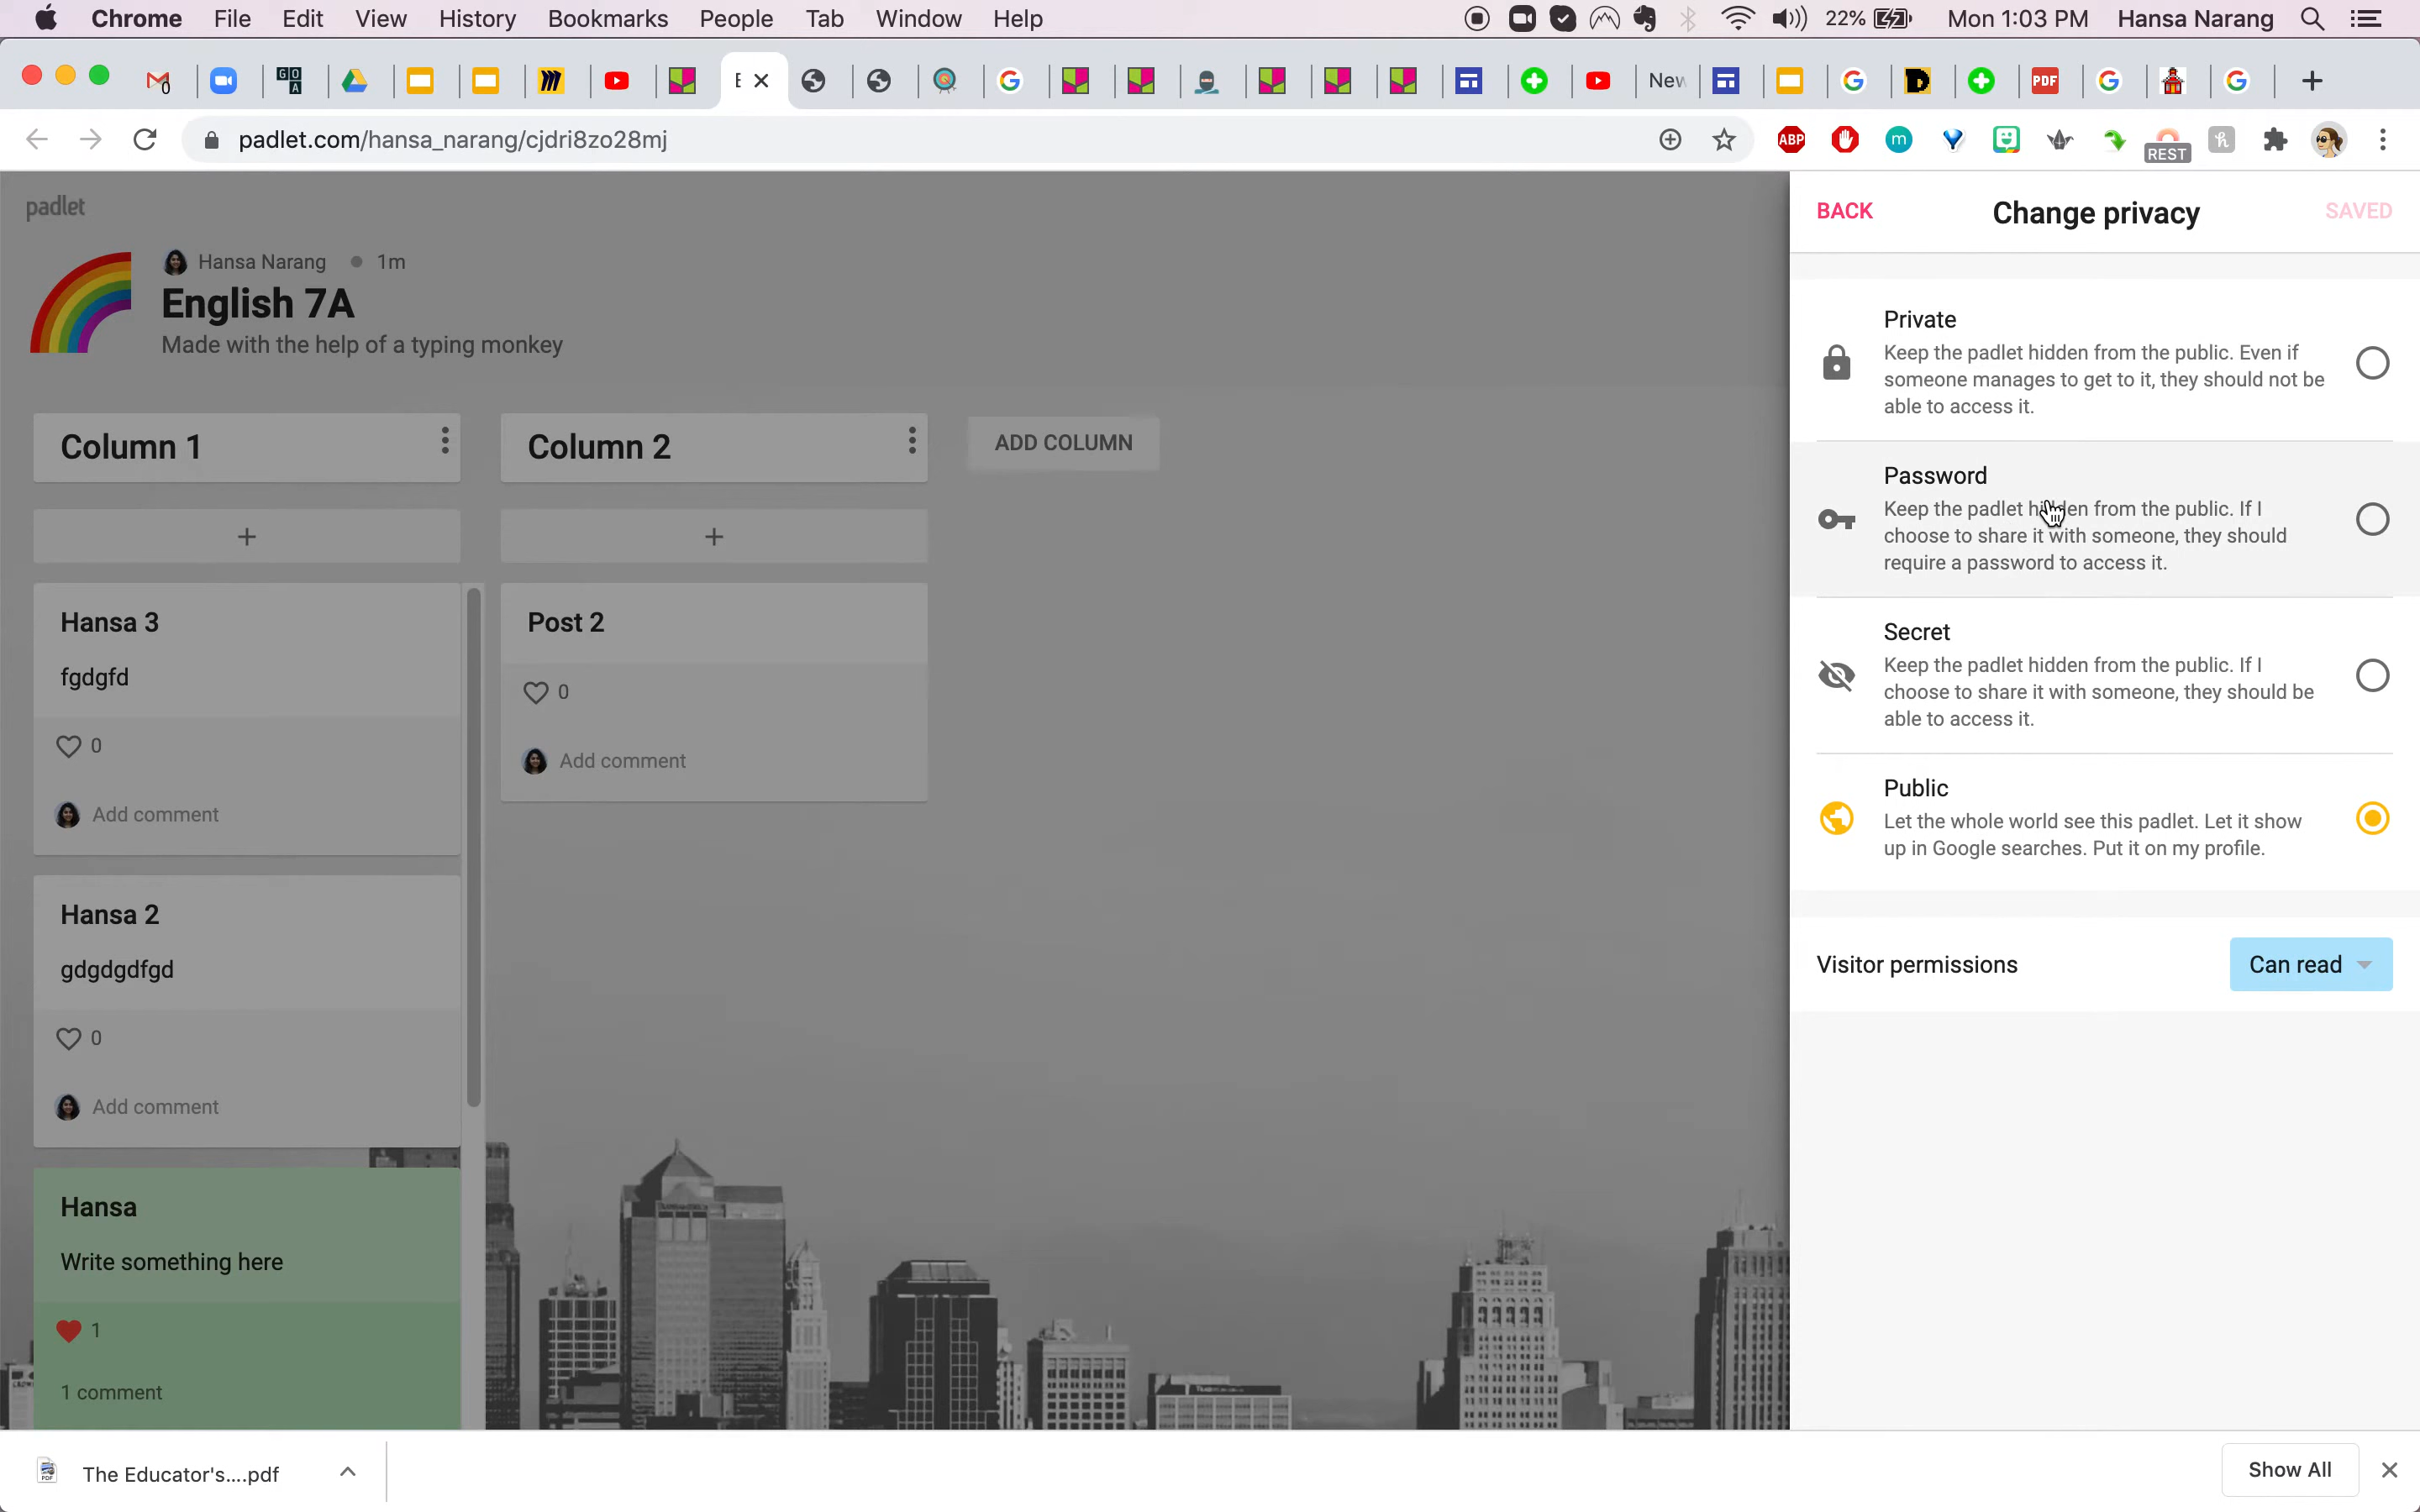 Chrome File Edit View History Bookmarks People Tab Window Help 22% Mon 1:03 PM Hansa Narang
GO
A
E
New
D
PDF
G
padlet.com/hansa_narang/cjdri8zo28mj
ABP
m
REST
h
padlet
Hansa Narang 1m
English 7A
Made with the help of a typing monkey
Column 1
Column 2
ADD COLUMN
Hansa 3
fgdgfd
0
Add comment
Hansa 2
gdgdgdfgd
0
Add comment
Hansa
Write something here
1
1 comment
Post 2
0
Add comment
BACK Change privacy SAVED
Private
Keep the padlet hidden from the public. Even if
someone manages to get to it, they should not be
able to access it.
Password
Keep the padlet hidden from the public. If I
choose to share it with someone, they should
require a password to access it.
Secret
Keep the padlet hidden from the public. If I
choose to share it with someone, they should be
able to access it.
Public
Let the whole world see this padlet. Let it show
up in Google searches. Put it on my profile.
Visitor permissions Can read
The Educator's....pdf
Show All